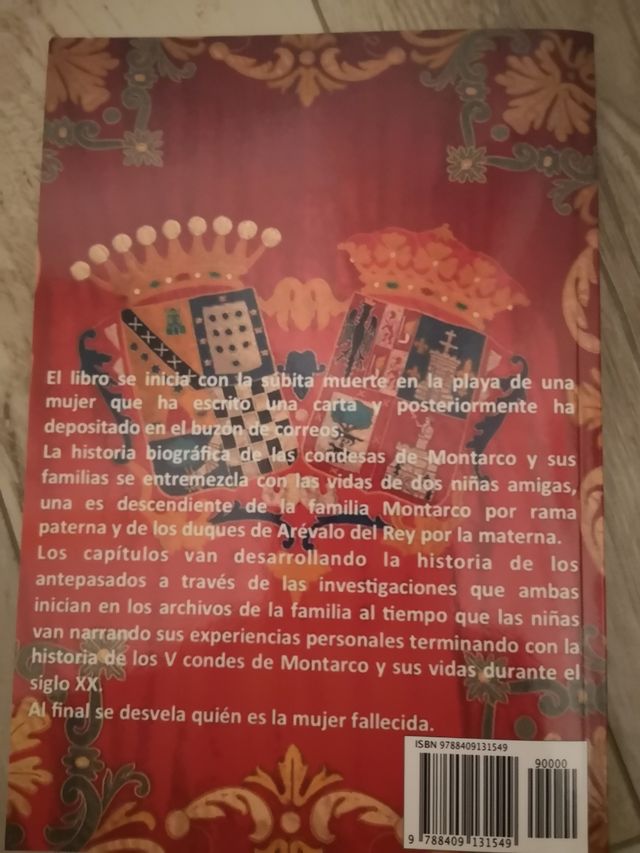 El libro se inicia con la súbita muerte en la playa de una
mujer que ha escrito una carta y posteriormente ha
depositado en el buzón de correos.
La historia biográfica de las condesas de Montarco y sus
familias se entremezcla con las vidas de dos niñas amigas,
una es descendiente de la familia Montarco por rama
paterna y de los duques de Arévalo del Rey por la materna.
Los capítulos van desarrollando la historia de los
antepasados a través de las investigaciones que ambas
inician en los archivos de la familia al tiempo que las niñas
van narrando sus experiencias personales terminando con la
historia de los V condes de Montarco y sus vidas durante el
siglo XX.
Al final se desvela quién es la mujer fallecida.
ISBN 9788409131549
90000
9 788409 131549